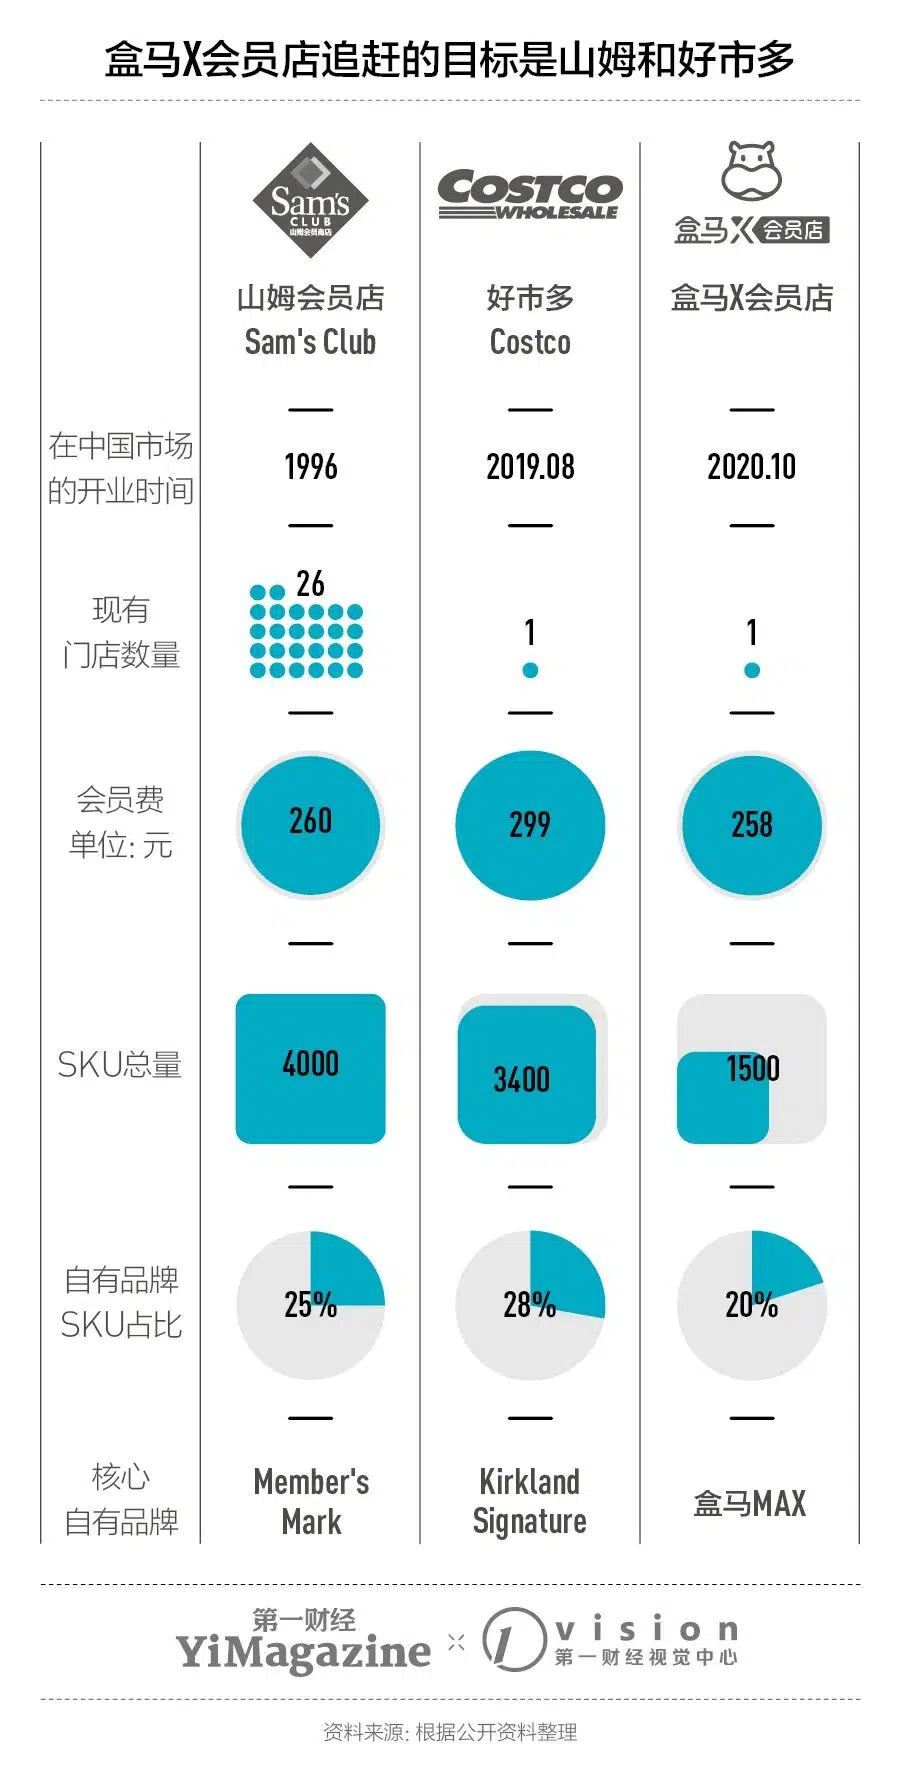 盒马X会员店追赶的目标是山姆和好市多
Sam's
CLUB
山姆会员商店
COSTCO
WHOLESALE
盒马X会员店
山姆会员店
Sam's Club
好市多
Costco
盒马X会员店
在中国市场
的开业时间
1996
2019.08
2020.10
现有
门店数量
26
1
1
会员费
单位: 元
260
299
258
SKU总量
4000
3400
1500
自有品牌
SKU占比
25%
28%
20%
核心
自有品牌
Member's
Mark
Kirkland
Signature
盒马MAX
第一财经
YiMagazine
vision
第一财经视觉中心
资料来源: 根据公开资料整理